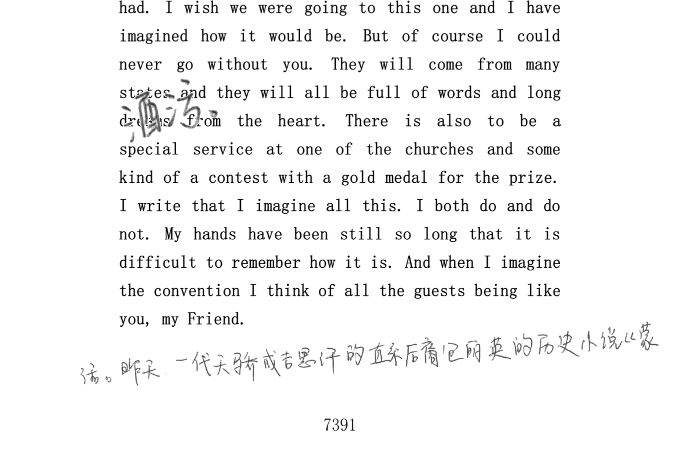 had. I wish we were going to this one and I have
imagined how it would be. But of course I could
never go without you. They will come from many
states and they will all be full of words and long
酒污.
from the heart. There is also to be a
special service at one of the churches and some
kind of a contest with a gold medal for the prize.
I write that I imagine all this. I both do and do
not. My hands have been still so long that it is
difficult to remember how it is. And when I imagine
the convention I think of all the guests being like
you, my Friend.
活。昨天.一代天骄成吉思汗的直系后裔包丽英的历史小说《蒙
7391